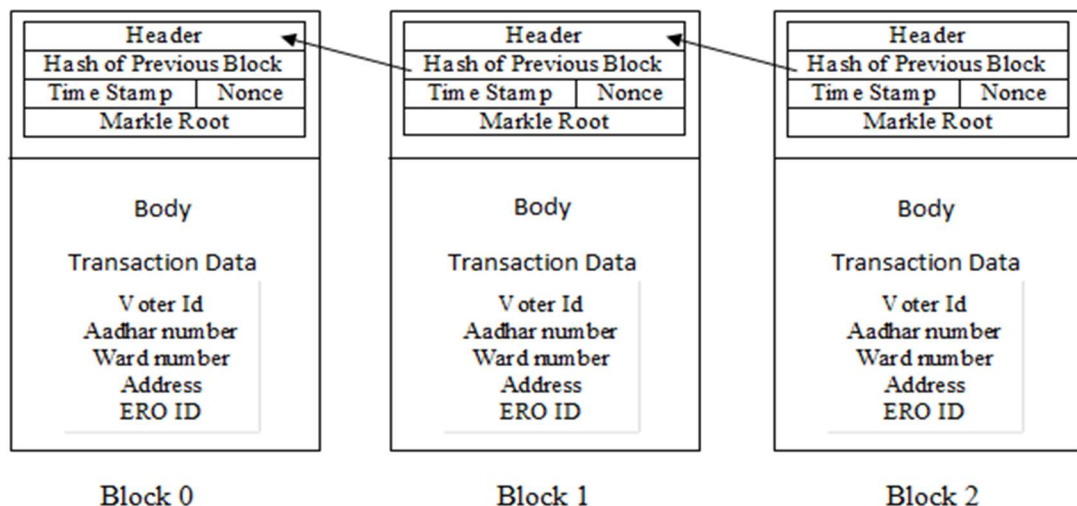 Header
Hash of Previous Block
Time Stamp Nonce
Markle Root
Body
Transaction Data
Voter Id
Aadhar number
Ward number
Address
ERO ID
Block 0
Header
Hash of Previous Block
Time Stamp Nonce
Markle Root
Body
Transaction Data
Voter Id
Aadhar number
Ward number
Address
ERO ID
Block 1
Header
Hash of Previous Block
Time Stamp Nonce
Markle Root
Body
Transaction Data
Voter Id
Aadhar number
Ward number
Address
ERO ID
Block 2